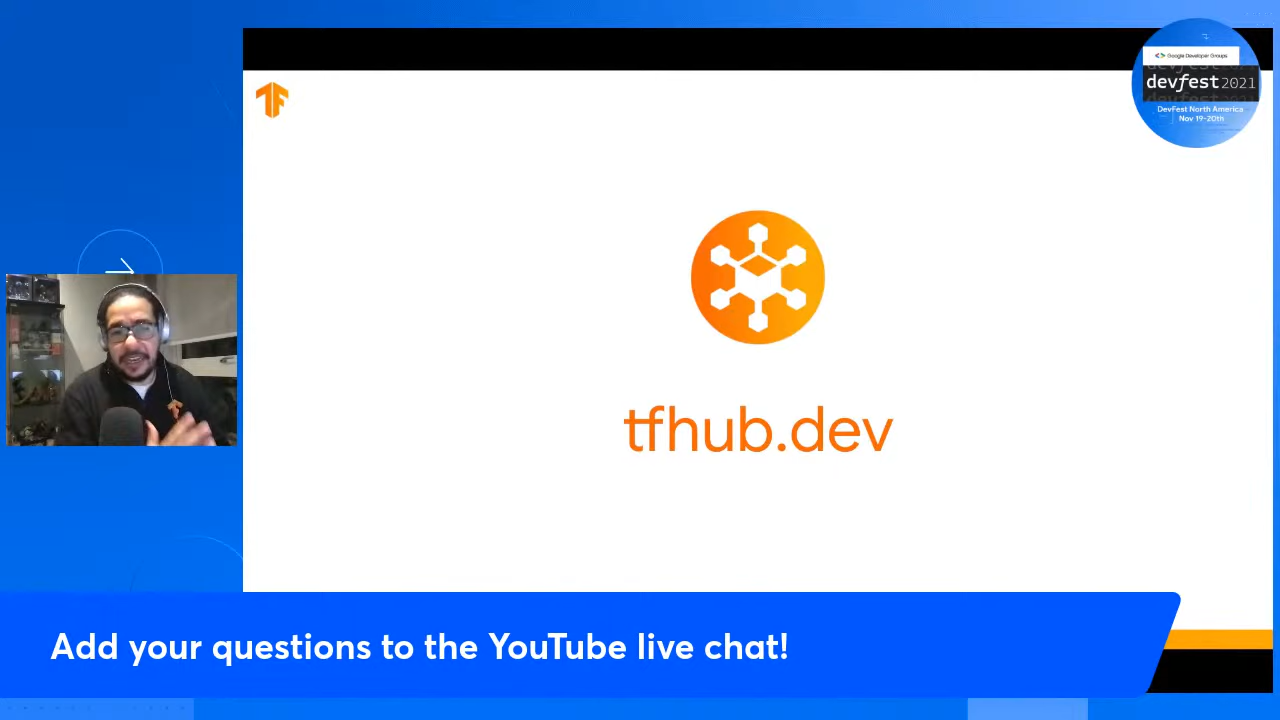 Google Developer Groups
devfest 2021
DevFest North America
Nov 19-20th
tfhub.dev
Add your questions to the YouTube live chat!